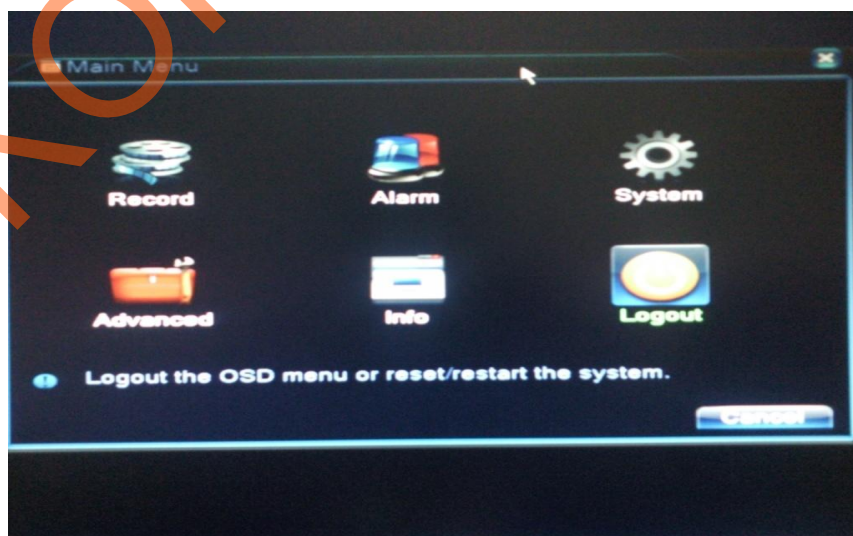 Main Menu
Record
Alarm
System
Advanced
Info
Logout
Logout the OSD menu or reset/restart the system.
Cancel